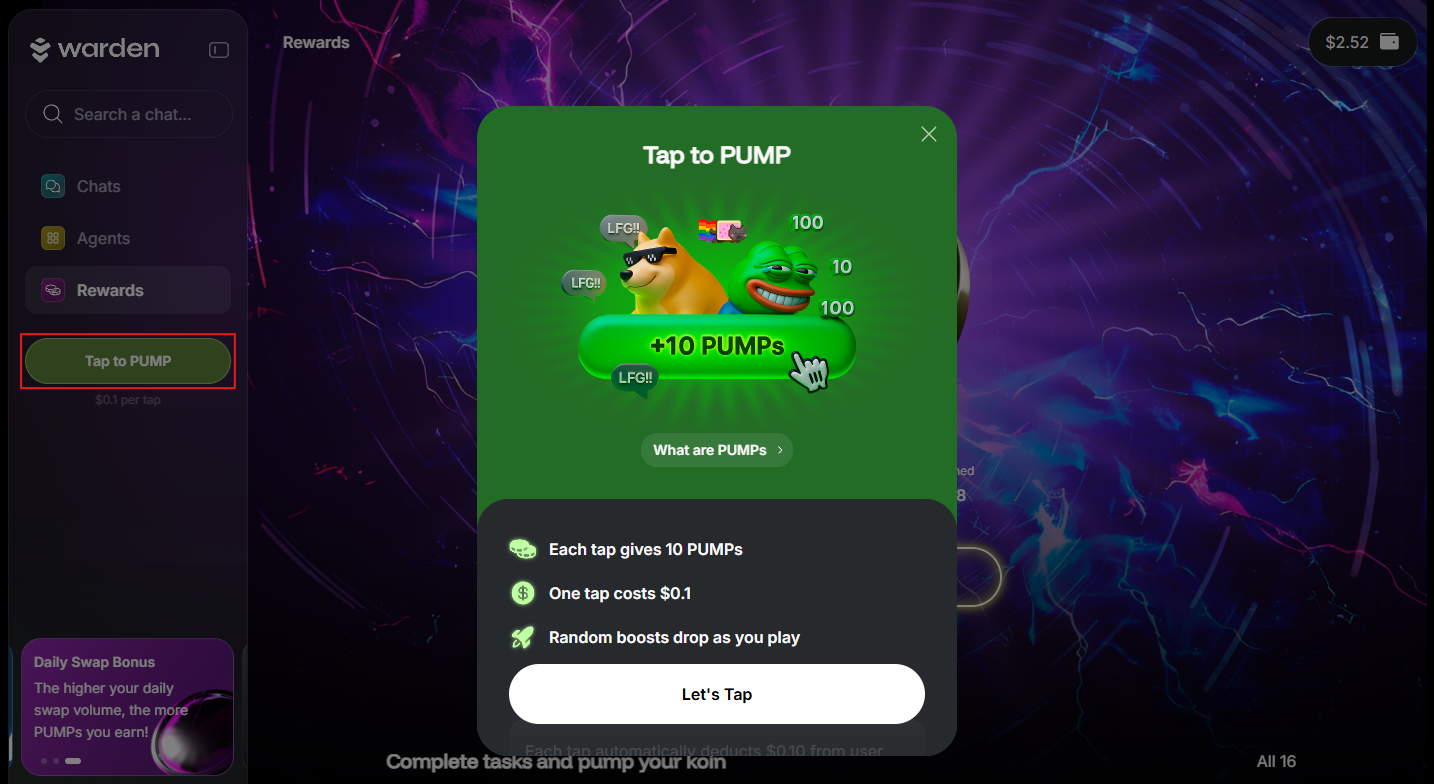 warden
Rewards
$2.52
Search a chat...
Chats
Agents
Rewards
Tap to PUMP
$0.1 per tap
Daily Swap Bonus
The higher your daily
swap volume, the more
PUMPs you earn!
Tap to PUMP
LFG!!
100
LFG!!
10
100
+10 PUMPs
LFG!!
What are PUMPs
Each tap gives 10 PUMPs
One tap costs $0.1
Random boosts drop as you play
Let's Tap
Each tap automatically deducts $0.10 from user
ned
8
Complete tasks and pump your koin
All 16